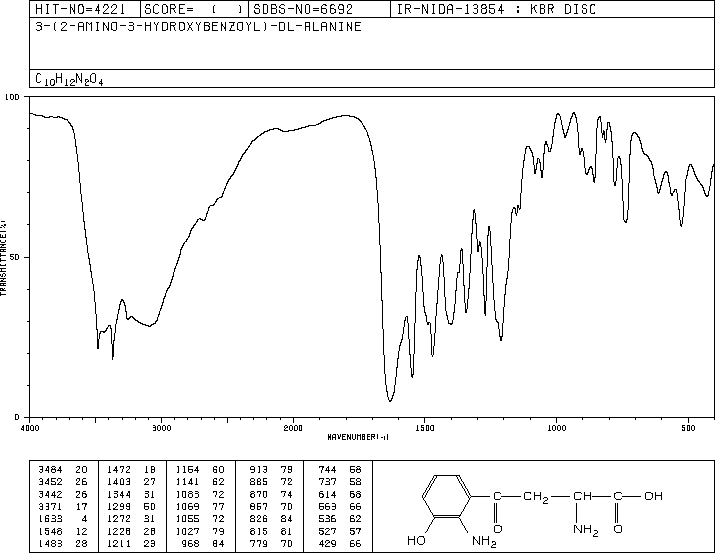 HIT-NO=4221 SCORE= ( ) SDBS-NO=6692 IR-NIDA-13854 : KBR DISC
3-(2-AMINO-3-HYDROXYBENZOYL)-DL-ALANINE
C10H12N2O4
100
50
0
TRANSMITTANCE(%)
4000 3000 2000 1500 1000 500
WAVENUMBER(-1)
3484 20 1472 18 1154 60 913 79 744 58
3452 26 1403 27 1141 62 885 72 737 58
3442 26 1344 31 1083 72 870 74 614 68
3371 17 1299 50 1069 77 857 70 563 66
1633 4 1272 31 1055 72 826 84 536 62
1548 12 1228 28 1027 79 815 81 527 57
1483 28 1211 23 968 84 779 70 429 66
C CH2 CH C OH
O NH2 O
HO NH2